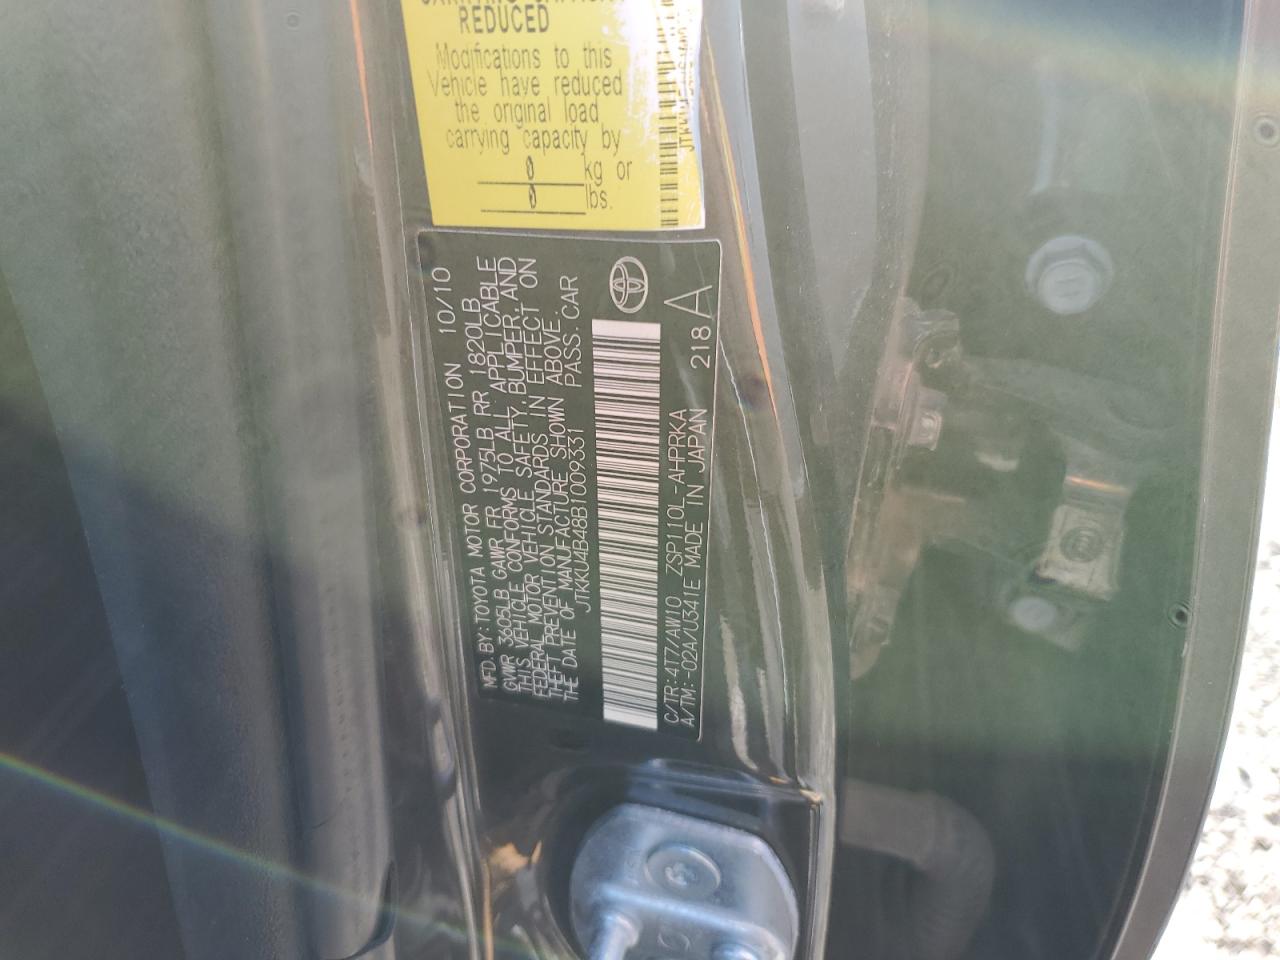 REDUCED
Modifications to this
Vehicle have reduced
the original load
carrying capacity by
0 kg or
0 lbs.
MFD. BY: TOYOTA MOTOR CORPORATION 10/10
GVWR 3605LB GAWR FR 1975LB RR 1820LB
THIS VEHICLE CONFORMS TO ALL APPLICABLE
FEDERAL MOTOR VEHICLE SAFETY, BUMPER, AND
THEFT PREVENTION STANDARDS IN EFFECT ON
THE DATE OF MANUFACTURE SHOWN ABOVE.
JTKKU4B48B1009331 PASS. CAR
C/TR: 4T7/AW10 ZSP110L-AHPRKA
A/TM: -02A/U341E MADE IN JAPAN 218 A